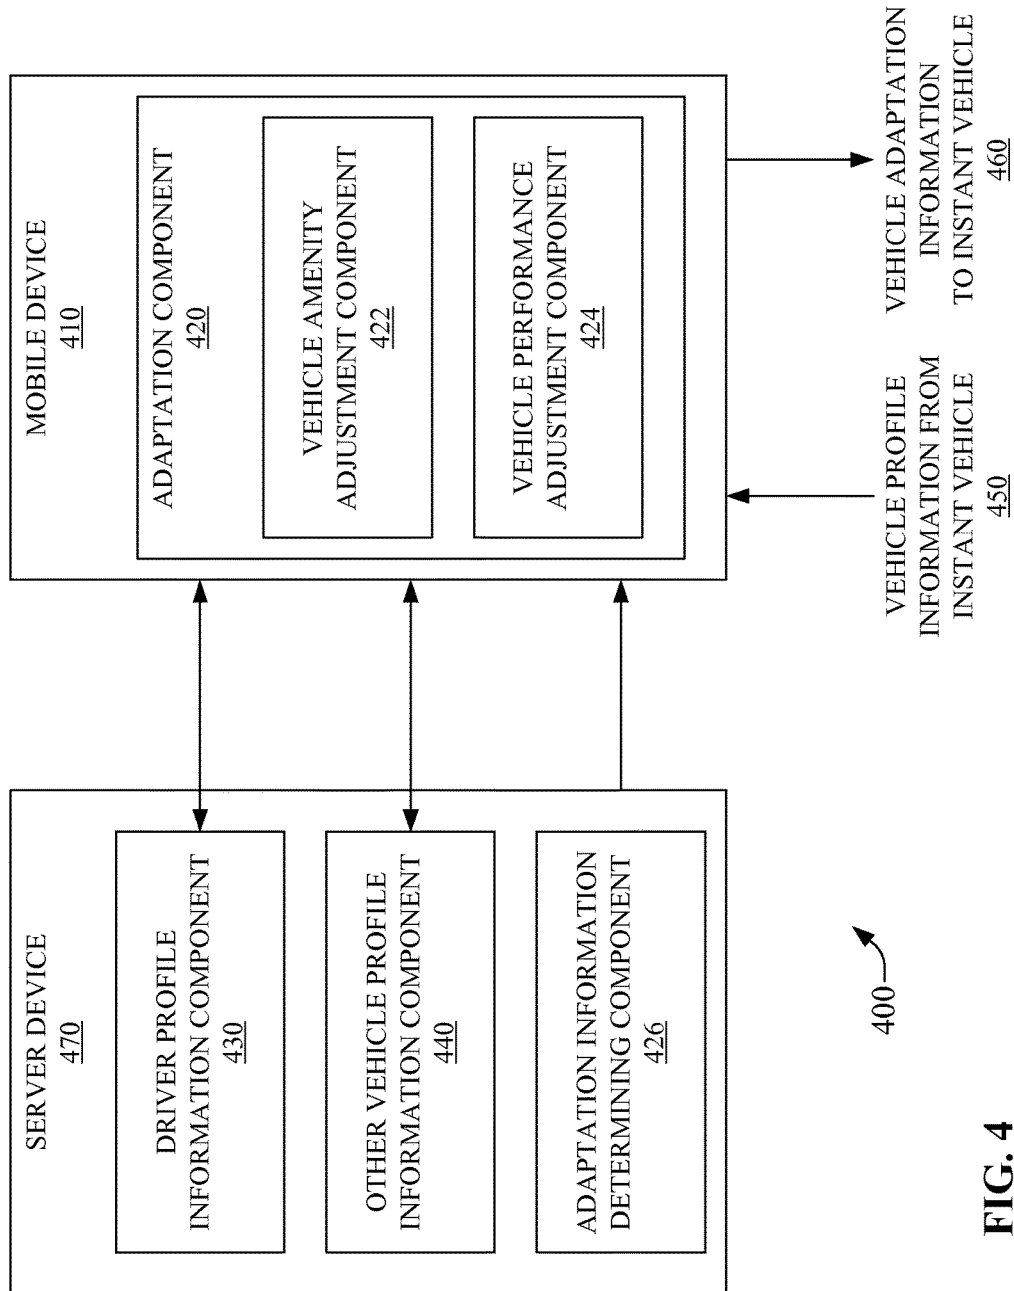 SERVER DEVICE
470
DRIVER PROFILE
INFORMATION COMPONENT
430
OTHER VEHICLE PROFILE
INFORMATION COMPONENT
440
ADAPTATION INFORMATION
DETERMINING COMPONENT
426
MOBILE DEVICE
410
ADAPTATION COMPONENT
420
VEHICLE AMENITY
ADJUSTMENT COMPONENT
422
VEHICLE PERFORMANCE
ADJUSTMENT COMPONENT
424
VEHICLE PROFILE
INFORMATION FROM
INSTANT VEHICLE
450
VEHICLE ADAPTATION
INFORMATION
TO INSTANT VEHICLE
460
400
FIG. 4